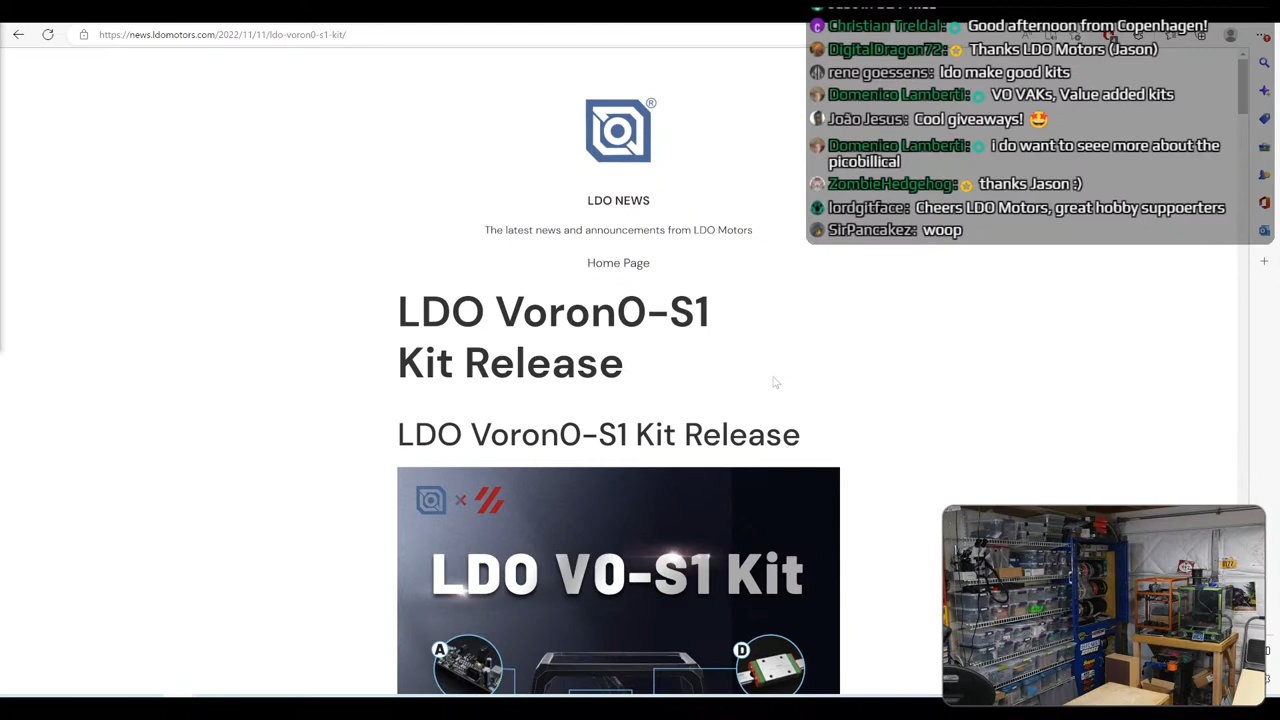 https://news.ldomotors.com/2022/11/11/ldo-voron0-s1-kit/
®
LDO NEWS
The latest news and announcements from LDO Motors
Home Page
LDO Voron0-S1
Kit Release
LDO Voron0-S1 Kit Release
LDO V0-S1 Kit
A
D
Christian Treldal: Good afternoon from Copenhagen!
DigitalDragon72: Thanks LDO Motors (Jason)
rene goessens: ldo make good kits
Domenico Lamberti: VO VAKs, Value added kits
João Jesus: Cool giveaways! 🤩
Domenico Lamberti: i do want to seee more about the
picobillical
ZombieHedgehog: thanks Jason :)
lordgitface: Cheers LDO Motors, great hobby suppoerters
SirPancakez: woop